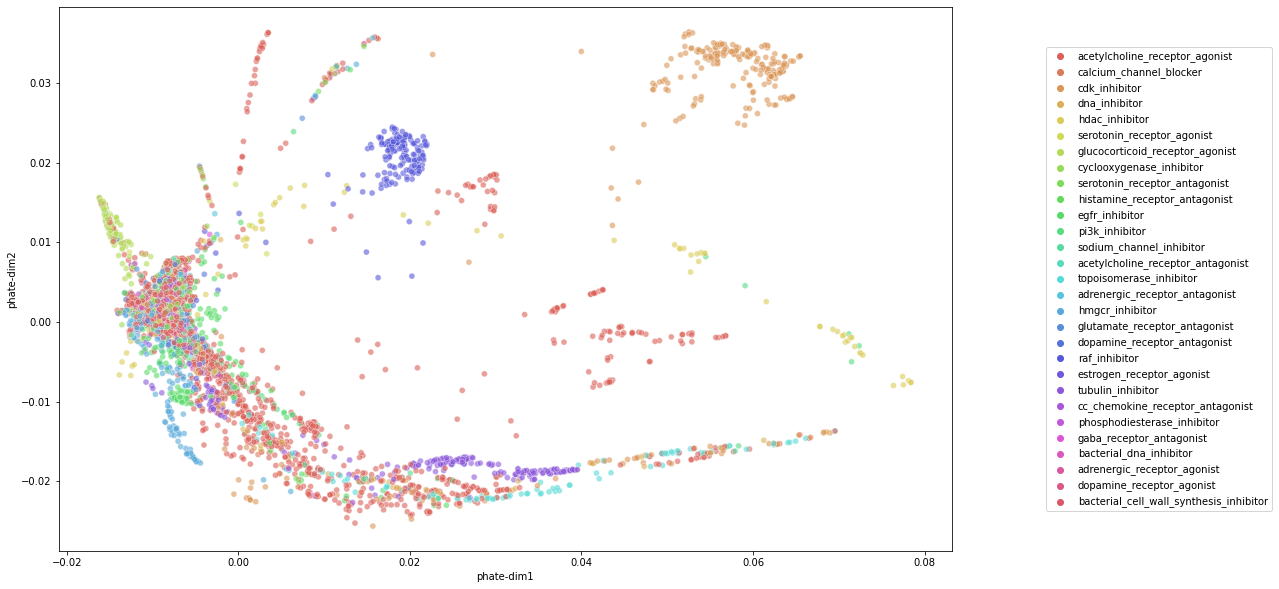 0.03
0.02
0.01
0.00
−0.01
−0.02
phate-dim2
−0.02
0.00
0.02
0.04
0.06
0.08
phate-dim1
acetylcholine_receptor_agonist
calcium_channel_blocker
cdk_inhibitor
dna_inhibitor
hdac_inhibitor
serotonin_receptor_agonist
glucocorticoid_receptor_agonist
cyclooxygenase_inhibitor
serotonin_receptor_antagonist
histamine_receptor_antagonist
egfr_inhibitor
pi3k_inhibitor
sodium_channel_inhibitor
acetylcholine_receptor_antagonist
topoisomerase_inhibitor
adrenergic_receptor_antagonist
hmgcr_inhibitor
glutamate_receptor_antagonist
dopamine_receptor_antagonist
raf_inhibitor
estrogen_receptor_agonist
tubulin_inhibitor
cc_chemokine_receptor_antagonist
phosphodiesterase_inhibitor
gaba_receptor_antagonist
bacterial_dna_inhibitor
adrenergic_receptor_agonist
dopamine_receptor_agonist
bacterial_cell_wall_synthesis_inhibitor